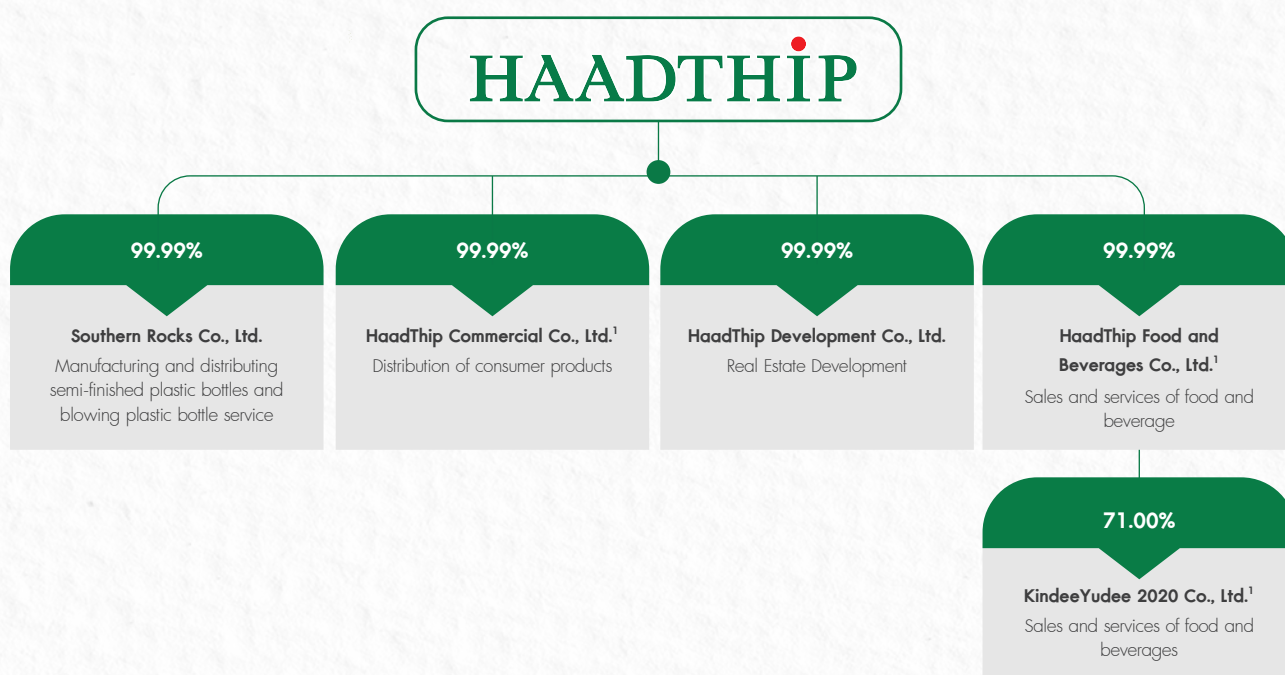 HAADTHiP
99.99%
Southern Rocks Co., Ltd.
Manufacturing and distributing
semi-finished plastic bottles and
blowing plastic bottle service
99.99%
HaadThip Commercial Co., Ltd.¹
Distribution of consumer products
99.99%
HaadThip Development Co., Ltd.
Real Estate Development
99.99%
HaadThip Food and
Beverages Co., Ltd.¹
Sales and services of food and
beverage
71.00%
KindeeYudee 2020 Co., Ltd.¹
Sales and services of food and
beverages